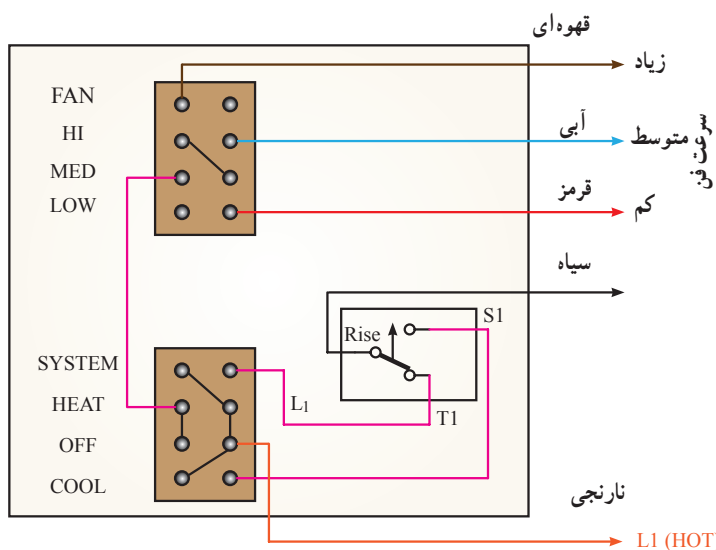 قهوه ای
زیاد
FAN
HI
آبی
متوسط
MED
سرعت فن
LOW
قرمز
کم
سیاه
S1
Rise
SYSTEM
HEAT
L1
T1
OFF
COOL
نارنجی
L1 (HOT